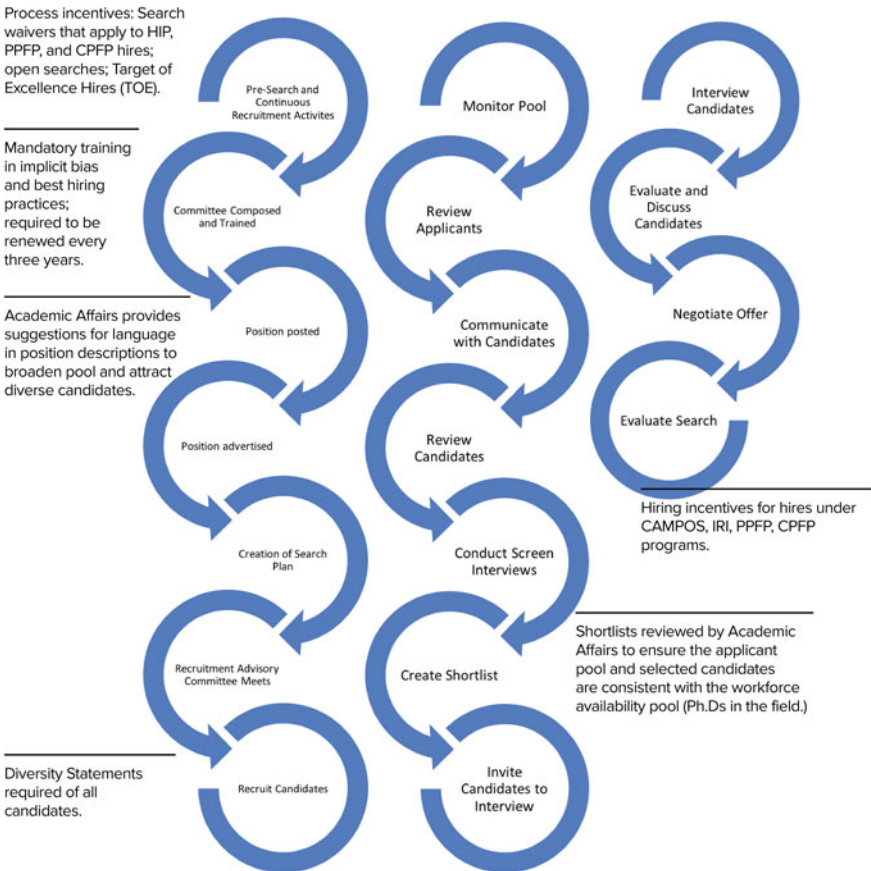 Process incentives: Search
waivers that apply to HIP,
PPFP, and CPFP hires;
open searches; Target of
Excellence Hires (TOE).
Mandatory training
in implicit bias
and best hiring
practices;
required to be
renewed every
three years.
Academic Affairs provides
suggestions for language
in position descriptions to
broaden pool and attract
diverse candidates.
Diversity Statements
required of all
candidates.
Pre-Search and
Continuous
Recruitment Activites
Committee Composed
and Trained
Position posted
Position advertised
Creation of Search
Plan
Recruitment Advisory
Committee Meets
Recruit Candidates
Monitor Pool
Review
Applicants
Communicate
with Candidates
Review
Candidates
Conduct Screen
Interviews
Create Shortlist
Invite
Candidates to
Interview
Interview
Candidates
Evaluate and
Discuss
Candidates
Negotiate Offer
Evaluate Search
Hiring incentives for hires under
CAMPOS, IRI, PPFP, CPFP
programs.
Shortlists reviewed by Academic
Affairs to ensure the applicant
pool and selected candidates
are consistent with the workforce
availability pool (Ph.Ds in the field.)